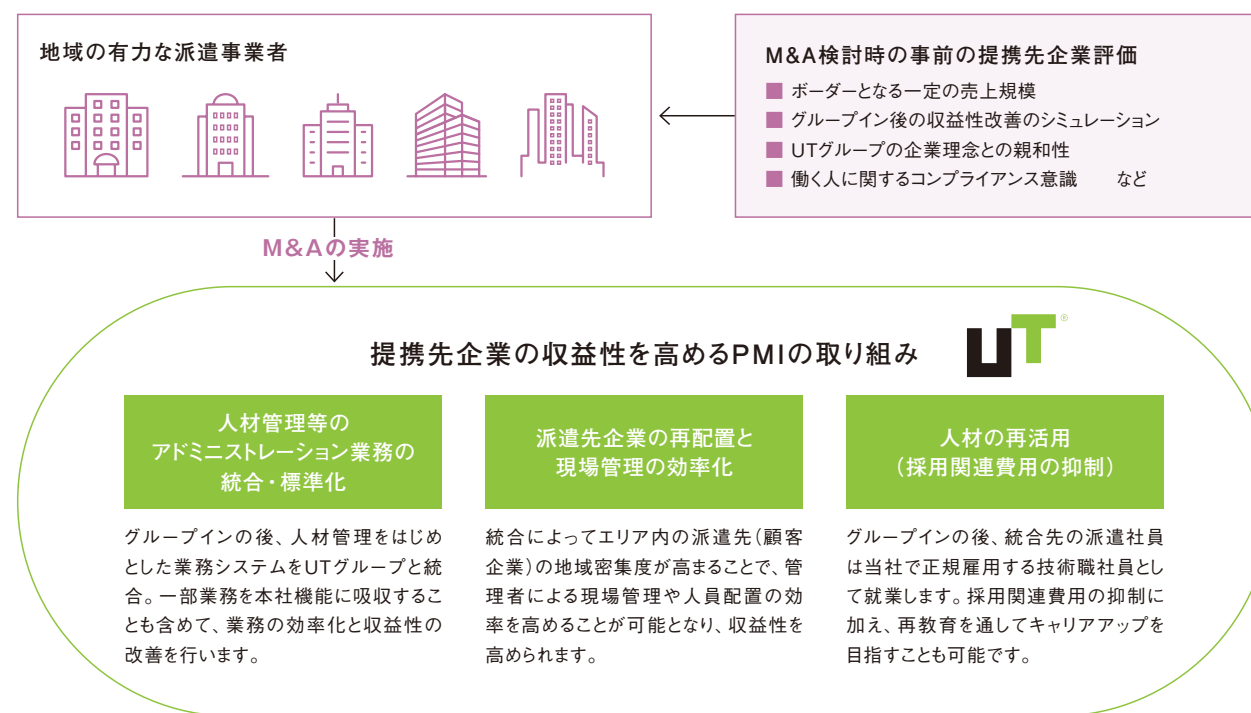 地域の有力な派遣事業者
M&A検討時の事前の提携先企業評価
■ ボーダーとなる一定の売上規模
■ グループイン後の収益性改善のシミュレーション
■ UTグループの企業理念との親和性
■ 働く人に関するコンプライアンス意識 など
M&Aの実施
提携先企業の収益性を高めるPMIの取り組み
UT®
人材管理等の
アドミニストレーション業務の
統合・標準化
グループインの後、人材管理をはじめ
とした業務システムをUTグループと統
合。一部業務を本社機能に吸収するこ
とも含めて、業務の効率化と収益性の
改善を行います。
派遣先企業の再配置と
現場管理の効率化
統合によってエリア内の派遣先(顧客
企業)の地域密集度が高まることで、管
理者による現場管理や人員配置の効
率を高めることが可能となり、収益性を
高められます。
人材の再活用
(採用関連費用の抑制)
グループインの後、統合先の派遣社員
は当社で正規雇用する技術職社員とし
て就業します。採用関連費用の抑制に
加え、再教育を通してキャリアアップを
目指すことも可能です。